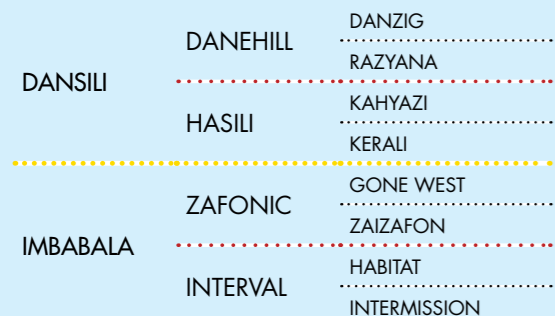 DANSILI
DANEHILL
DANZIG
RAZYANA
HASILI
KAHYAZI
KERALI
IMBABALA
ZAFONIC
GONE WEST
ZAIZAFON
INTERVAL
HABITAT
INTERMISSION